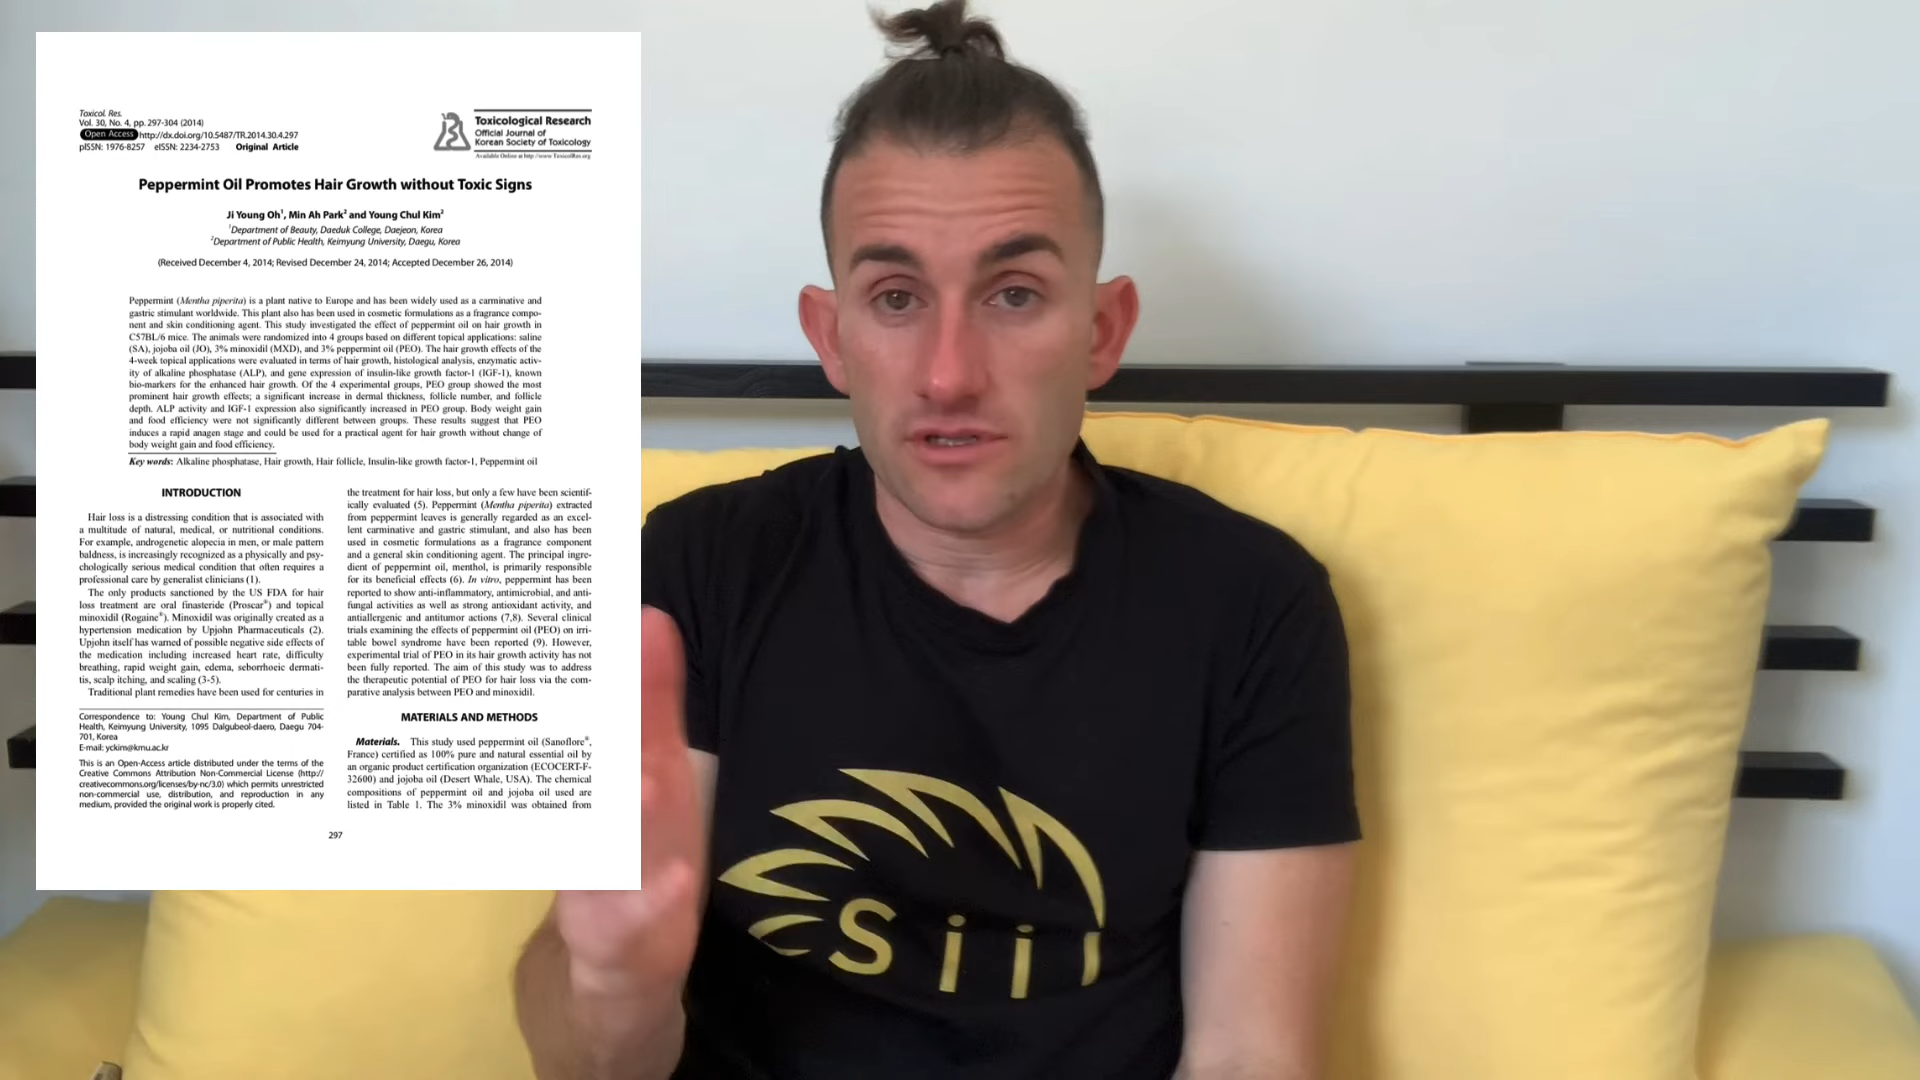 Toxicol. Res.
Vol. 30, No. 4, pp. 297-304 (2014)
Open Access http://dx.doi.org/10.5487/TR.2014.30.4.297
pISSN: 1976-8257 eISSN: 2234-2753 Original Article
Toxicological Research
Official Journal of
Korean Society of Toxicology
Available Online at http://www.ToxicolRes.org
Peppermint Oil Promotes Hair Growth without Toxic Signs
Ji Young Oh1, Min Ah Park2 and Young Chul Kim2
1Department of Beauty, Daeduk College, Daejeon, Korea
2Department of Public Health, Keimyung University, Daegu, Korea
(Received December 4, 2014; Revised December 24, 2014; Accepted December 26, 2014)
Peppermint (Mentha piperita) is a plant native to Europe and has been widely used as a carminative and
gastric stimulant worldwide. This plant also has been used in cosmetic formulations as a fragrance compo-
nent and skin conditioning agent. This study investigated the effect of peppermint oil on hair growth in
C57BL/6 mice. The animals were randomized into 4 groups based on different topical applications: saline
(SA), jojoba oil (JO), 3% minoxidil (MXD), and 3% peppermint oil (PEO). The hair growth effects of the
4-week topical applications were evaluated in terms of hair growth, histological analysis, enzymatic activ-
ity of alkaline phosphatase (ALP), and gene expression of insulin-like growth factor-1 (IGF-1), known
bio-markers for the enhanced hair growth. Of the 4 experimental groups, PEO group showed the most
prominent hair growth effects; a significant increase in dermal thickness, follicle number, and follicle
depth. ALP activity and IGF-1 expression also significantly increased in PEO group. Body weight gain
and food efficiency were not significantly different between groups. These results suggest that PEO
induces a rapid anagen stage and could be used for a practical agent for hair growth without change of
body weight gain and food efficiency.
Key words: Alkaline phosphatase, Hair growth, Hair follicle, Insulin-like growth factor-1, Peppermint oil
INTRODUCTION
Hair loss is a distressing condition that is associated with
a multitude of natural, medical, or nutritional conditions.
For example, androgenetic alopecia in men, or male pattern
baldness, is increasingly recognized as a physically and psy-
chologically serious medical condition that often requires a
professional care by generalist clinicians (1).
The only products sanctioned by the US FDA for hair
loss treatment are oral finasteride (Proscar®) and topical
minoxidil (Rogaine®). Minoxidil was originally created as a
hypertension medication by Upjohn Pharmaceuticals (2).
Upjohn itself has warned of possible negative side effects of
the medication including increased heart rate, difficulty
breathing, rapid weight gain, edema, seborrhoeic dermati-
tis, scalp itching, and scaling (3-5).
Traditional plant remedies have been used for centuries in
Correspondence to: Young Chul Kim, Department of Public
Health, Keimyung University, 1095 Dalgubeol-daero, Daegu 704-
701, Korea
E-mail: yckim@kmu.ac.kr
This is an Open-Access article distributed under the terms of the
Creative Commons Attribution Non-Commercial License (http://
creativecommons.org/licenses/by-nc/3.0) which permits unrestricted
non-commercial use, distribution, and reproduction in any
medium, provided the original work is properly cited.
the treatment for hair loss, but only a few have been scientif-
ically evaluated (5). Peppermint (Mentha piperita) extracted
from peppermint leaves is generally regarded as an excel-
lent carminative and gastric stimulant, and also has been
used in cosmetic formulations as a fragrance component
and a general skin conditioning agent. The principal ingre-
dient of peppermint oil, menthol, is primarily responsible
for its beneficial effects (6). In vitro, peppermint has been
reported to show anti-inflammatory, antimicrobial, and anti-
fungal activities as well as strong antioxidant activity, and
antiallergenic and antitumor actions (7,8). Several clinical
trials examining the effects of peppermint oil (PEO) on irri-
table bowel syndrome have been reported (9). However,
experimental trial of PEO in its hair growth activity has not
been fully reported. The aim of this study was to address
the therapeutic potential of PEO for hair loss via the com-
parative analysis between PEO and minoxidil.
MATERIALS AND METHODS
Materials. This study used peppermint oil (Sanoflore®,
France) certified as 100% pure and natural essential oil by
an organic product certification organization (ECOCERT-F-
32600) and jojoba oil (Desert Whale, USA). The chemical
compositions of peppermint oil and jojoba oil used are
listed in Table 1. The 3% minoxidil was obtained from
297
Siil